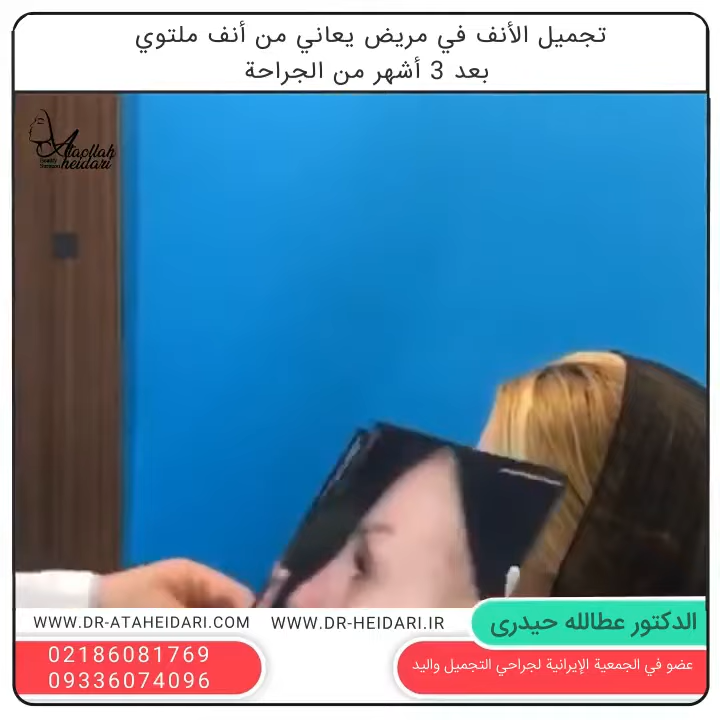 تجميل الأنف في مريض يعاني من أنف ملتوي
بعد 3 أشهر من الجراحة
Ataollah
heidari
WWW.DR-ATAHEIDARI.COM
WWW.DR-HEIDARI.IR
الدكتور عطالله حیدری
02186081769
09336074096
عضو في الجمعية الإيرانية لجراحي التجميل واليد